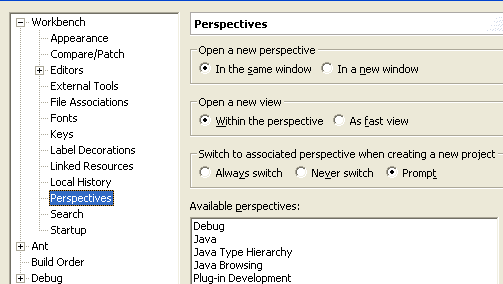 Workbench
Appearance
Compare/Patch
Editors
External Tools
File Associations
Fonts
Keys
Label Decorations
Linked Resources
Local History
Perspectives
Search
Startup
Ant
Build Order
Debug
Perspectives
Open a new perspective
In the same window In a new window
Open a new view
Within the perspective As fast view
Switch to associated perspective when creating a new project
Always switch Never switch Prompt
Available perspectives:
Debug
Java
Java Type Hierarchy
Java Browsing
Plug-in Development